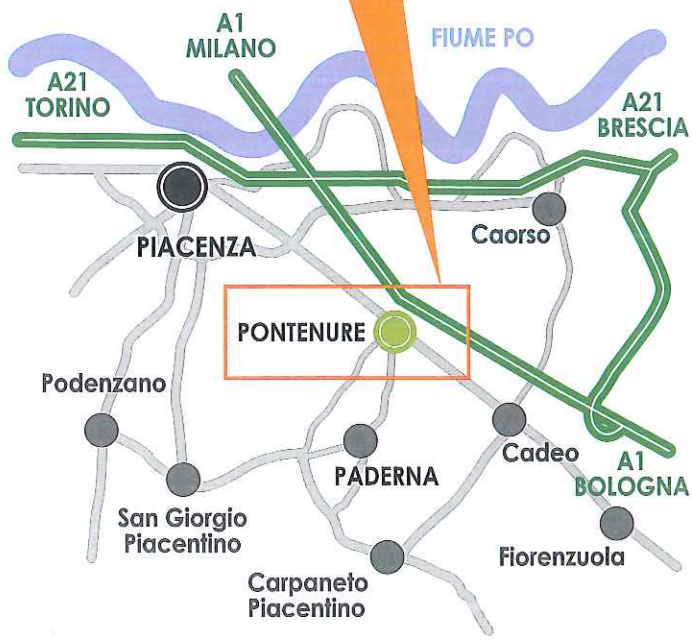 A1
MILANO
FIUME PO
A21
TORINO
A21
BRESCIA
PIACENZA
Caorso
PONTENURE
Podenzano
PADERNA
Cadeo
A1
BOLOGNA
San Giorgio
Piacentino
Fiorenzuola
Carpaneto
Piacentino